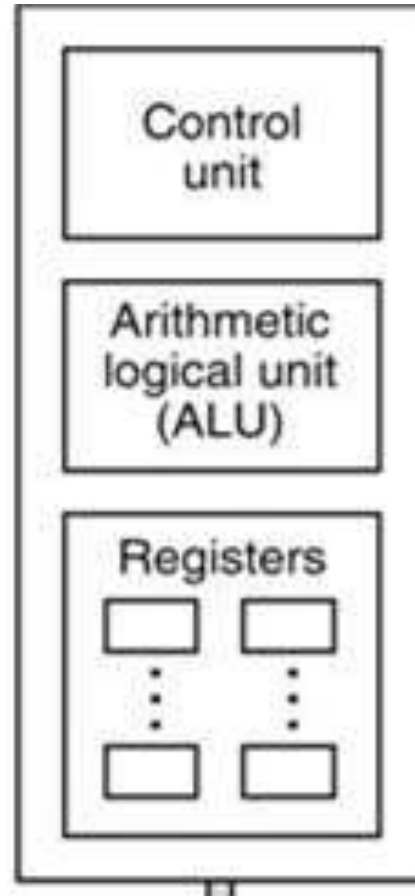 Control
unit
Arithmetic
logical unit
(ALU)
Registers